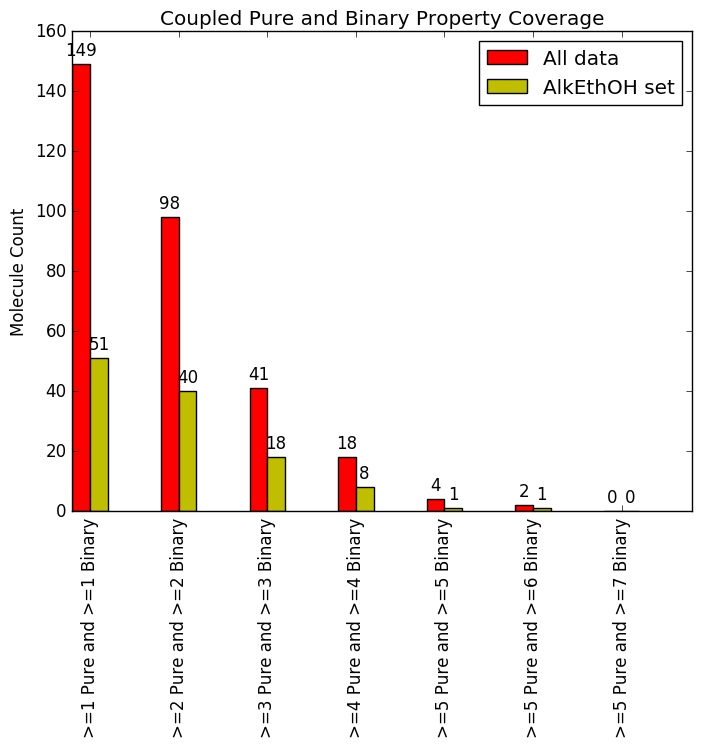 Coupled Pure and Binary Property Coverage
All data
AlkEthOH set
Molecule Count
160
140
120
100
80
60
40
20
0
149
51
98
40
41
18
18
8
4
1
2
1
0
0
>=1 Pure and >=1 Binary
>=2 Pure and >=2 Binary
>=3 Pure and >=3 Binary
>=4 Pure and >=4 Binary
>=5 Pure and >=5 Binary
>=5 Pure and >=6 Binary
>=5 Pure and >=7 Binary